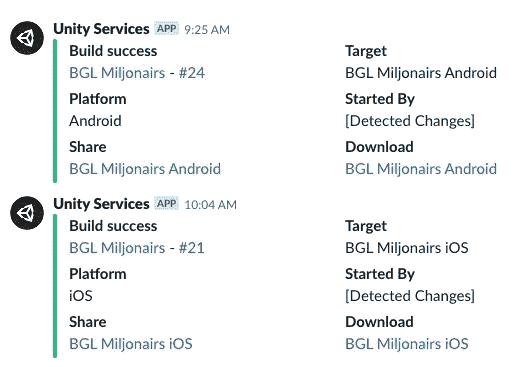 Unity Services APP 9:25 AM
Build success Target
BGL Miljonairs - #24 BGL Miljonairs Android
Platform Started By
Android [Detected Changes]
Share Download
BGL Miljonairs Android BGL Miljonairs Android
Unity Services APP 10:04 AM
Build success Target
BGL Miljonairs - #21 BGL Miljonairs iOS
Platform Started By
iOS [Detected Changes]
Share Download
BGL Miljonairs iOS BGL Miljonairs iOS